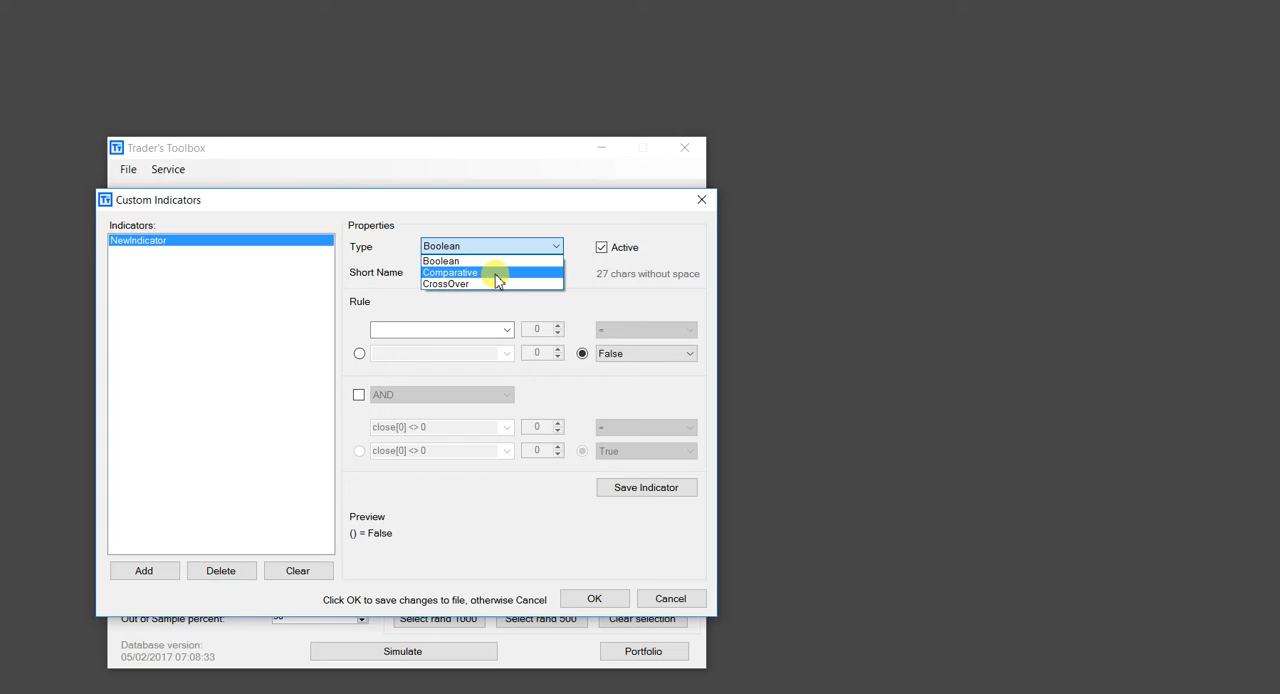 Trader's Toolbox
File Service
Custom Indicators
Indicators:
NewIndicator
Properties
Type
Boolean
Active
Boolean
Short Name
Comparative
27 chars without space
CrossOver
Rule
0
=
0
False
AND
close[0] <> 0
0
=
close[0] <> 0
0
True
Save Indicator
Preview
() = False
Add
Delete
Clear
Click OK to save changes to file, otherwise Cancel
OK
Cancel
Out of Sample percent:
Select rand 1000
Select rand 500
Clear selection
Database version:
05/02/2017 07:08:33
Simulate
Portfolio